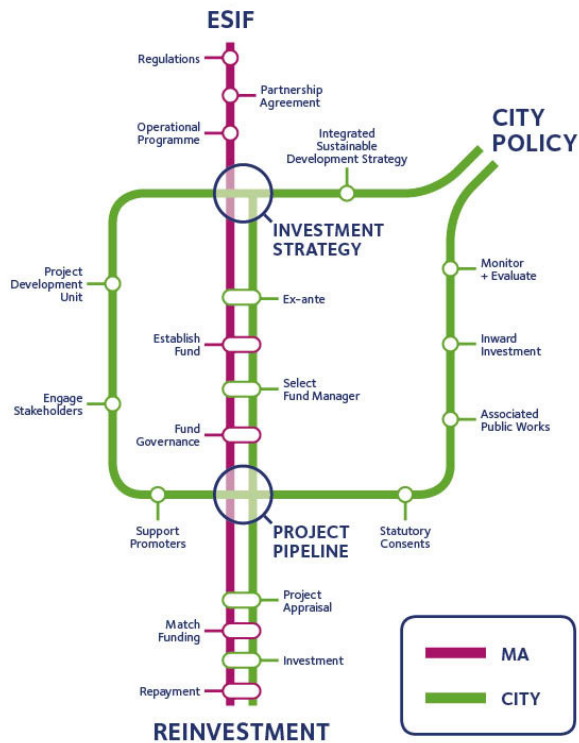 ESIF
Regulations
Partnership
Agreement
Operational
Programme
Integrated
Sustainable
Development Strategy
CITY
POLICY
INVESTMENT
STRATEGY
Project
Development
Unit
Monitor
+ Evaluate
Ex-ante
Establish
Fund
Inward
Investment
Select
Fund Manager
Engage
Stakeholders
Associated
Public Works
Fund
Governance
Support
Promoters
PROJECT
PIPELINE
Statutory
Consents
Project
Appraisal
Match
Funding
Investment
Repayment
MA
CITY
REINVESTMENT